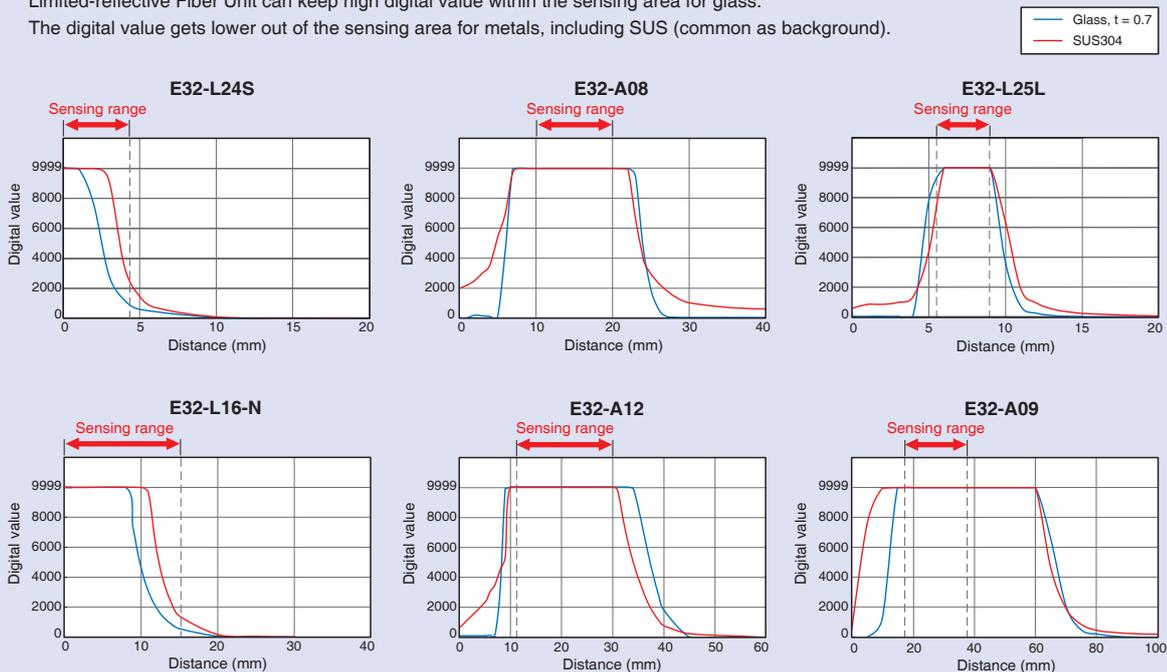 Limited-reflective Fiber Unit can keep high digital value within the sensing area for glass.
The digital value gets lower out of the sensing area for metals, including SUS (common as background).
Glass, t = 0.7
SUS304
E32-L24S
Sensing range
9999
8000
6000
4000
2000
0
Digital value
0 5 10 15 20
Distance (mm)
E32-A08
Sensing range
9999
8000
6000
4000
2000
0
Digital value
0 10 20 30 40
Distance (mm)
E32-L25L
Sensing range
9999
8000
6000
4000
2000
0
Digital value
0 5 10 15 20
Distance (mm)
E32-L16-N
Sensing range
9999
8000
6000
4000
2000
0
Digital value
0 10 20 30 40
Distance (mm)
E32-A12
Sensing range
9999
8000
6000
4000
2000
0
Digital value
0 10 20 30 40 50 60
Distance (mm)
E32-A09
Sensing range
9999
8000
6000
4000
2000
0
Digital value
0 20 40 60 80 100
Distance (mm)